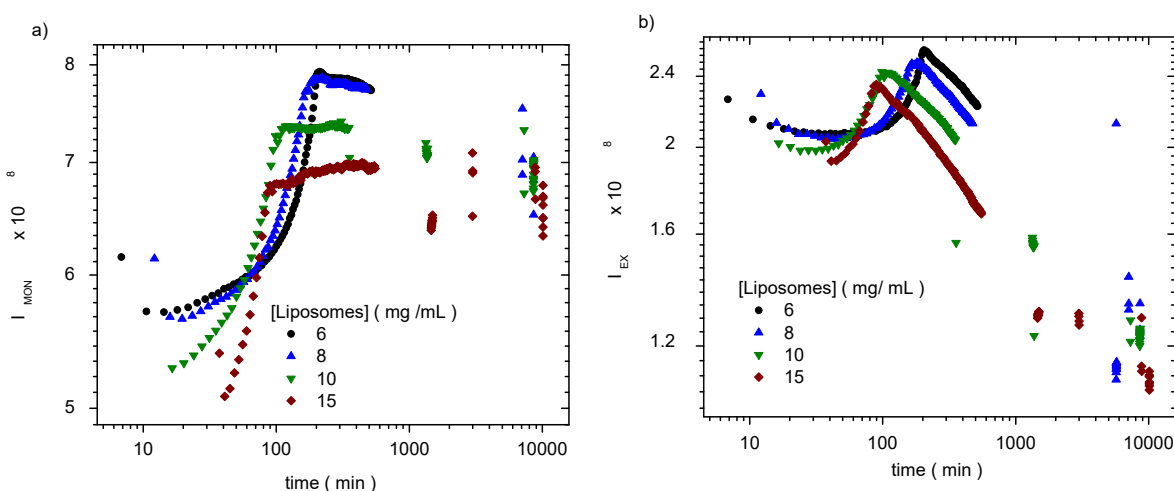 a)
8
7
6
5
I MON x 10 8
[Liposomes] ( mg /mL )
6
8
10
15
10 100 1000 10000
time ( min )
b)
2.4
2
1.6
1.2
I EX x 10 8
[Liposomes] ( mg/ mL )
6
8
10
15
10 100 1000 10000
time ( min )